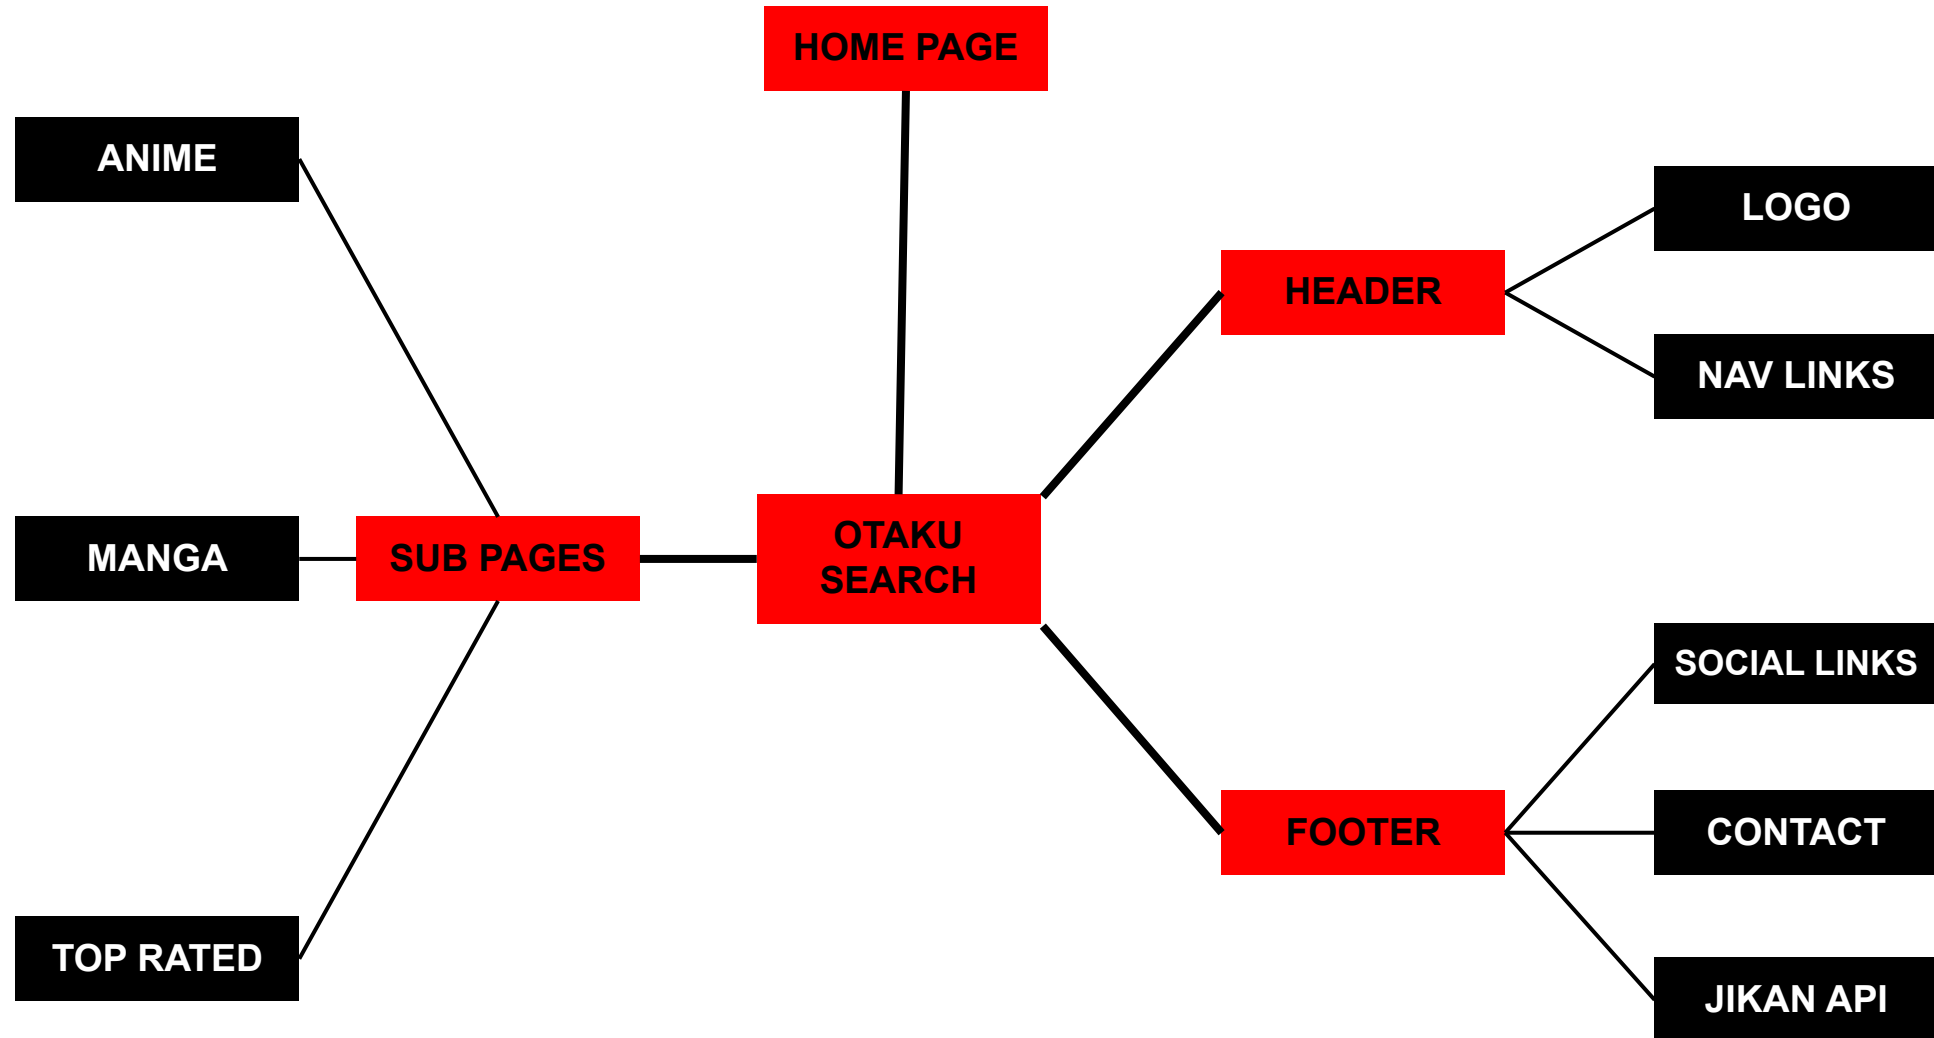 HOME PAGE
ANIME
LOGO
HEADER
NAV LINKS
OTAKU
SEARCH
MANGA
SUB PAGES
SOCIAL LINKS
FOOTER
CONTACT
TOP RATED
JIKAN API